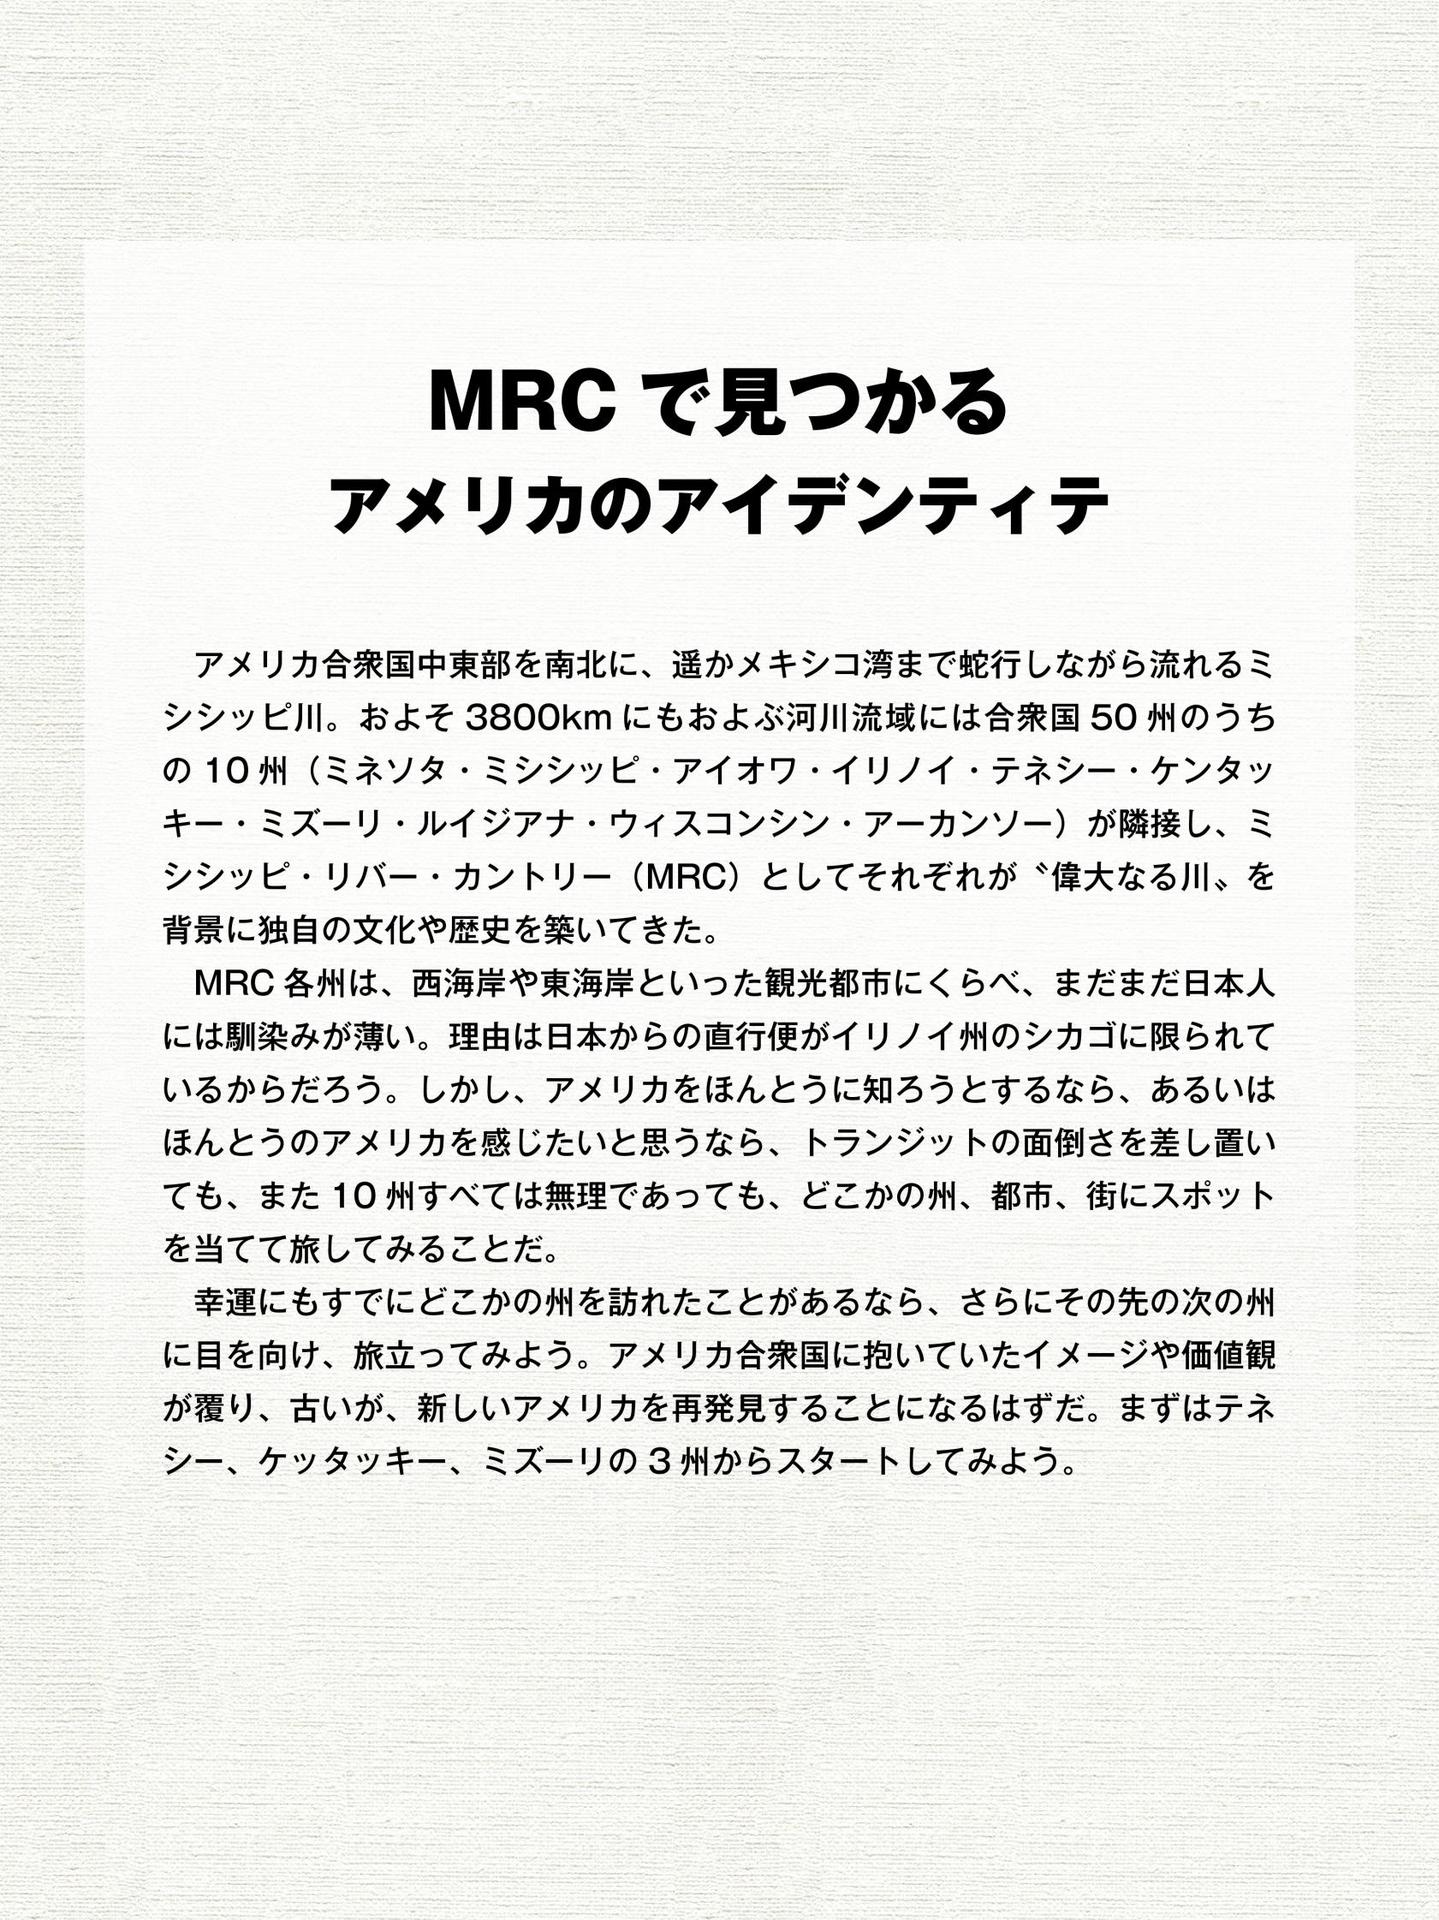 MRC で見つかる
アメリカのアイデンティテ
　アメリカ合衆国中東部を南北に、遥かメキシコ湾まで蛇行しながら流れるミ
シシッピ川。およそ 3800km にもおよぶ河川流域には合衆国 50 州のうち
の 10 州（ミネソタ・ミシシッピ・アイオワ・イリノイ・テネシー・ケンタッ
キー・ミズーリ・ルイジアナ・ウィスコンシン・アーカンソー）が隣接し、ミ
シシッピ・リバー・カントリー（MRC）としてそれぞれが〝偉大なる川〟を
背景に独自の文化や歴史を築いてきた。
　MRC 各州は、西海岸や東海岸といった観光都市にくらべ、まだまだ日本人
には馴染みが薄い。理由は日本からの直行便がイリノイ州のシカゴに限られて
いるからだろう。しかし、アメリカをほんとうに知ろうとするなら、あるいは
ほんとうのアメリカを感じたいと思うなら、トランジットの面倒さを差し置い
ても、また 10 州すべては無理であっても、どこかの州、都市、街にスポット
を当てて旅してみることだ。
　幸運にもすでにどこかの州を訪れたことがあるなら、さらにその先の次の州
に目を向け、旅立ってみよう。アメリカ合衆国に抱いていたイメージや価値観
が覆り、古いが、新しいアメリカを再発見することになるはずだ。まずはテネ
シー、ケッタッキー、ミズーリの 3 州からスタートしてみよう。